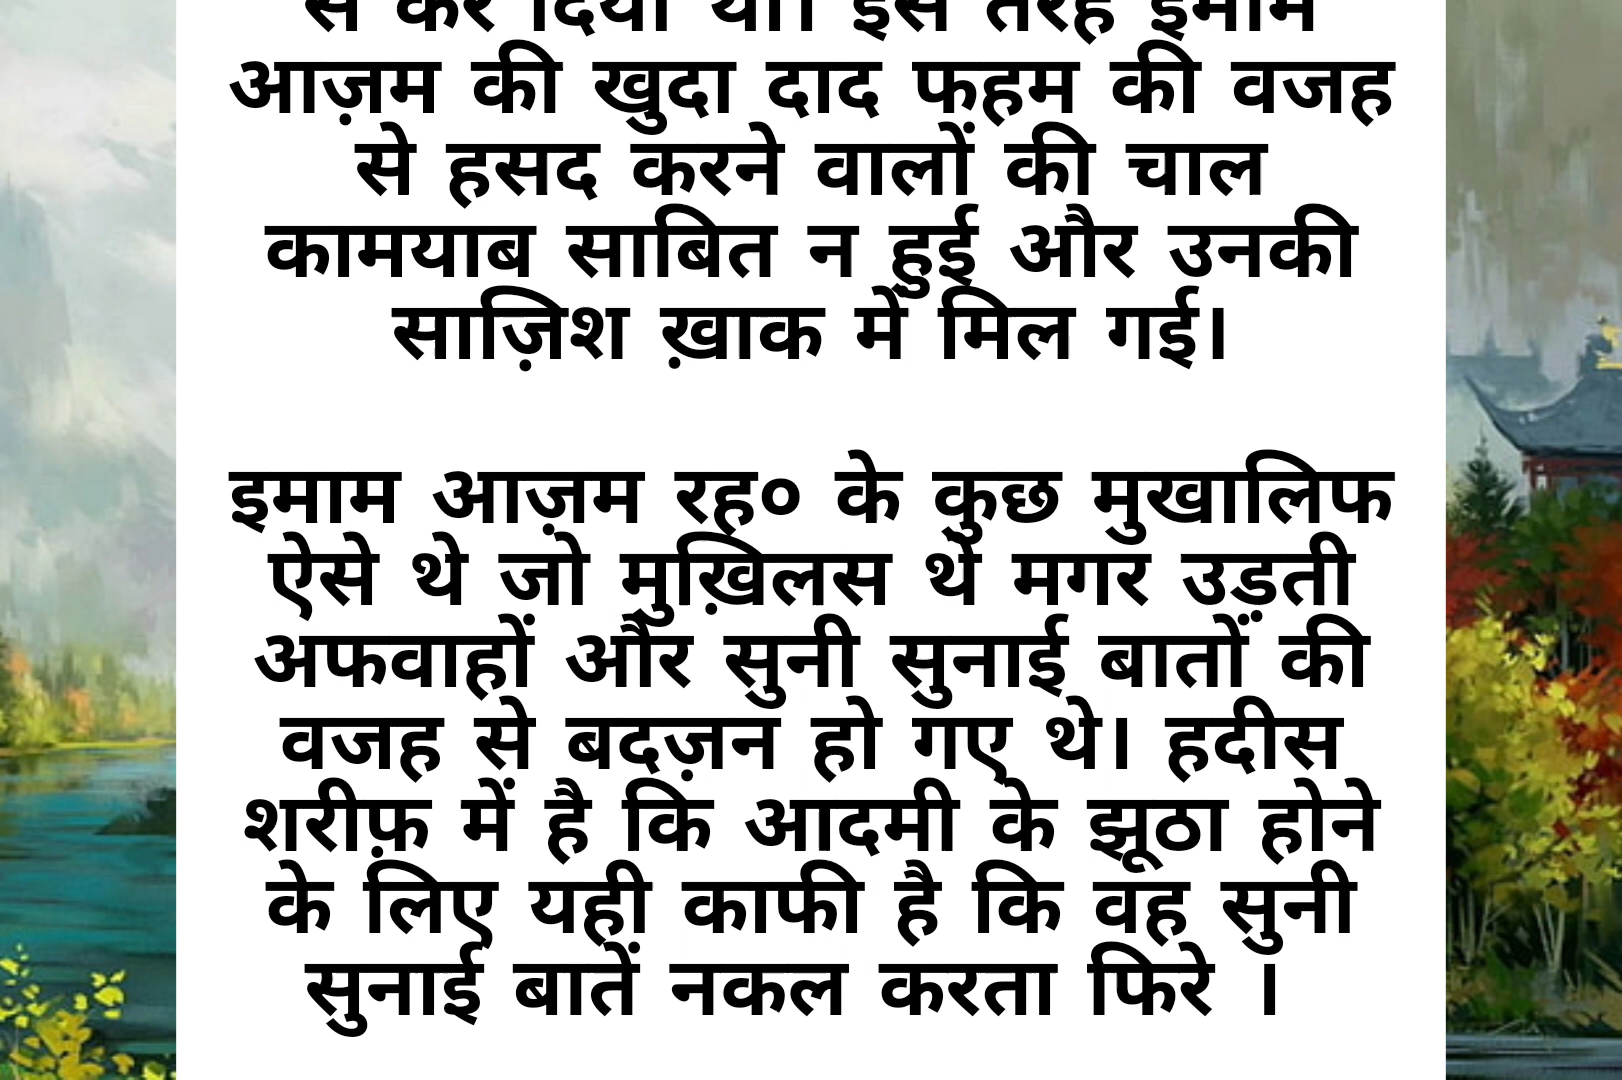 से कर दिया था। इस तरह इमाम
आज़म की खुदा दाद फहम की वजह
से हसद करने वालों की चाल
कामयाब साबित न हुई और उनकी
साज़िश ख़ाक में मिल गई।
इमाम आज़म रह० के कुछ मुखालिफ
ऐसे थे जो मुख़िलस थे मगर उड़ती
अफवाहों और सुनी सुनाई बातों की
वजह से बदज़न हो गए थे। हदीस
शरीफ़ में है कि आदमी के झूठा होने
के लिए यही काफी है कि वह सुनी
सुनाई बातें नकल करता फिरे ।